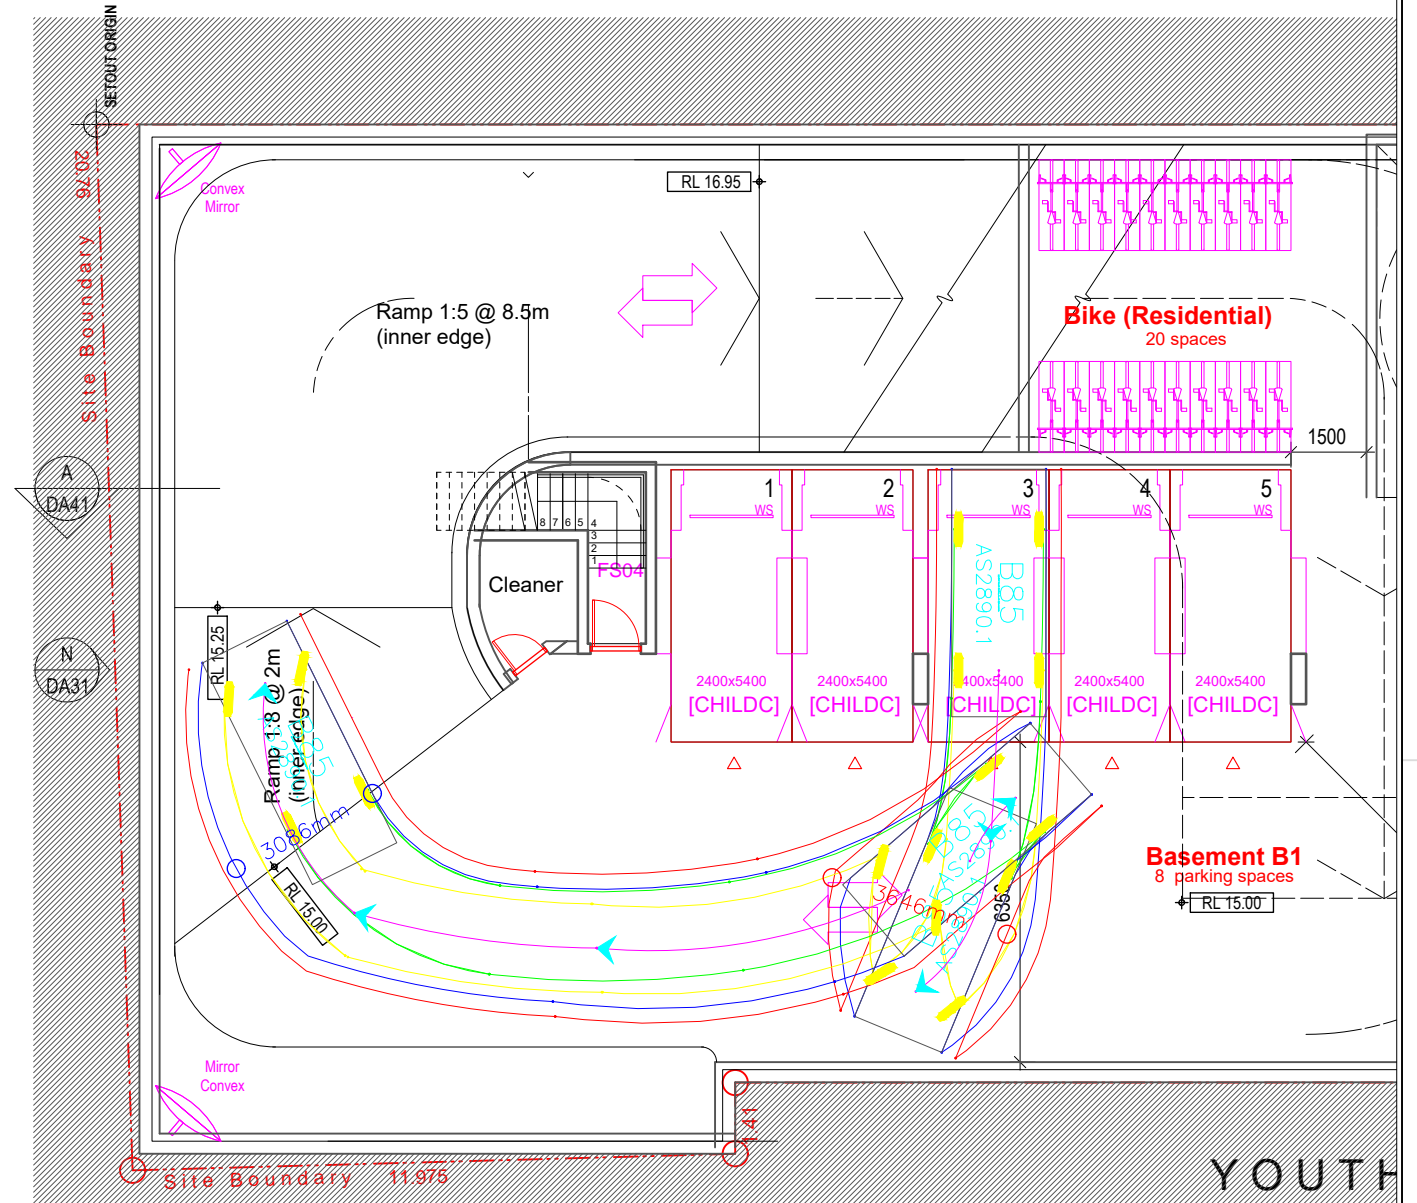 SETOUT ORIGIN
20.76
Site Boundary
Convex
Mirror
RL 16.95
Ramp 1:5 @ 8.5m
(inner edge)
Bike (Residential)
20 spaces
1500
A
DA41
N
DA31
1
WS
2
WS
3
WS
4
WS
5
WS
8 7 6 5 4
3
2
1
FS04
Cleaner
B85
AS2890.1
2400x5400
[CHILDC]
2400x5400
[CHILDC]
2400x5400
[CHILDC]
2400x5400
[CHILDC]
2400x5400
[CHILDC]
RL 15.25
Ramp 1:8 @ 2m
(inner edge)
3086mm
RL 15.00
3646mm
Basement B1
8 parking spaces
RL 15.00
Mirror
Convex
1.41
Site Boundary 11.975
YOUTH